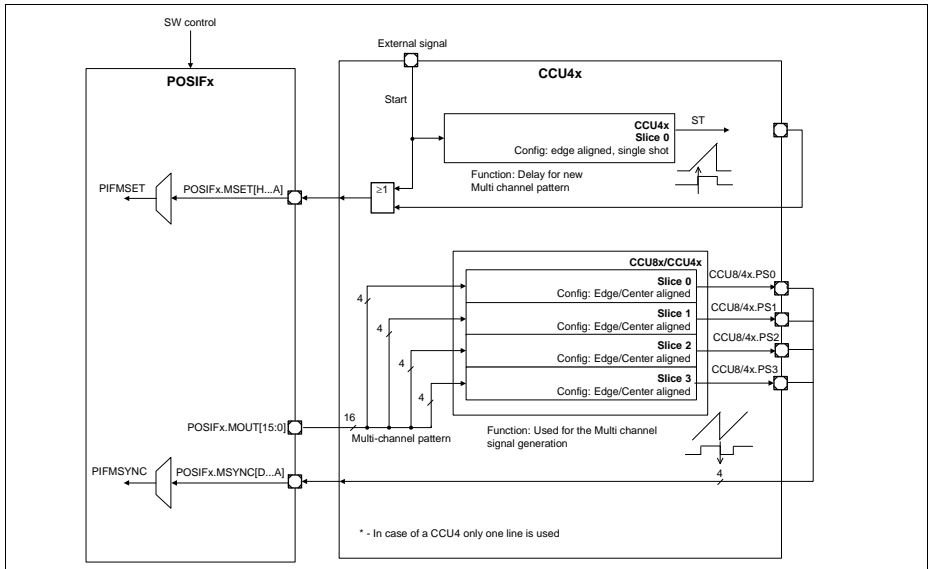 SW control
External signal
POSIFx
CCU4x
Start
CCU4x
Slice 0
Config: edge aligned, single shot
ST
Function: Delay for new
Multi channel pattern
PIFMSET
POSIFx.MSET[H...A]
≥1
CCU8x/CCU4x
Slice 0
Config: Edge/Center aligned
CCU8/4x.PS0
4
Slice 1
Config: Edge/Center aligned
CCU8/4x.PS1
4
Slice 2
Config: Edge/Center aligned
CCU8/4x.PS2
4
Slice 3
Config: Edge/Center aligned
CCU8/4x.PS3
4
16
POSIFx.MOUT[15:0]
Multi-channel pattern
Function: Used for the Multi channel
signal generation
PIFMSYNC
POSIFx.MSYNC[D...A]
4
* - In case of a CCU4 only one line is used